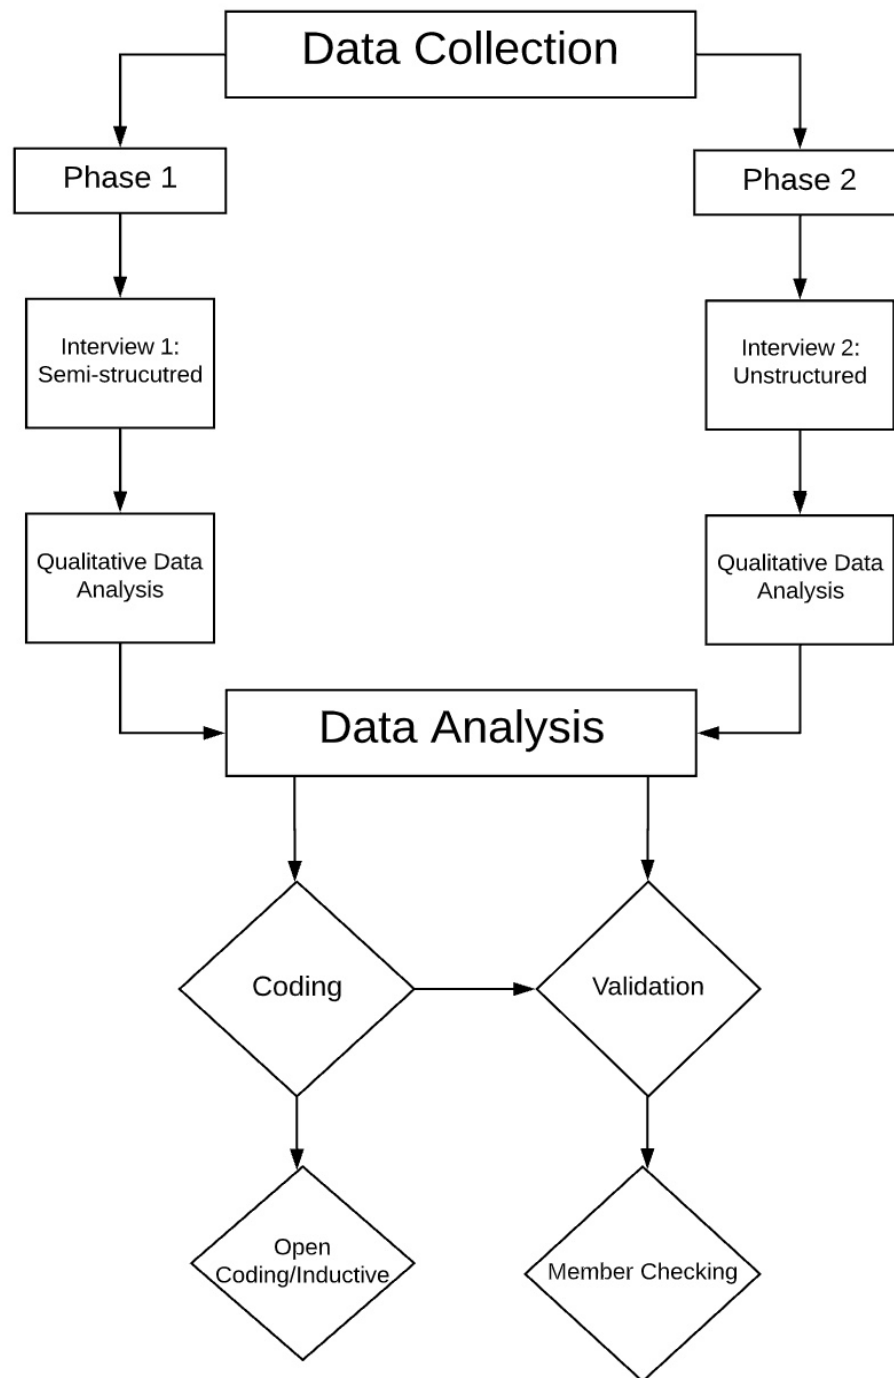 Data Collection
Phase 1
Phase 2
Interview 1:
Semi-strucutred
Interview 2:
Unstructured
Qualitative Data
Analysis
Qualitative Data
Analysis
Data Analysis
Coding
Validation
Open
Coding/Inductive
Member Checking